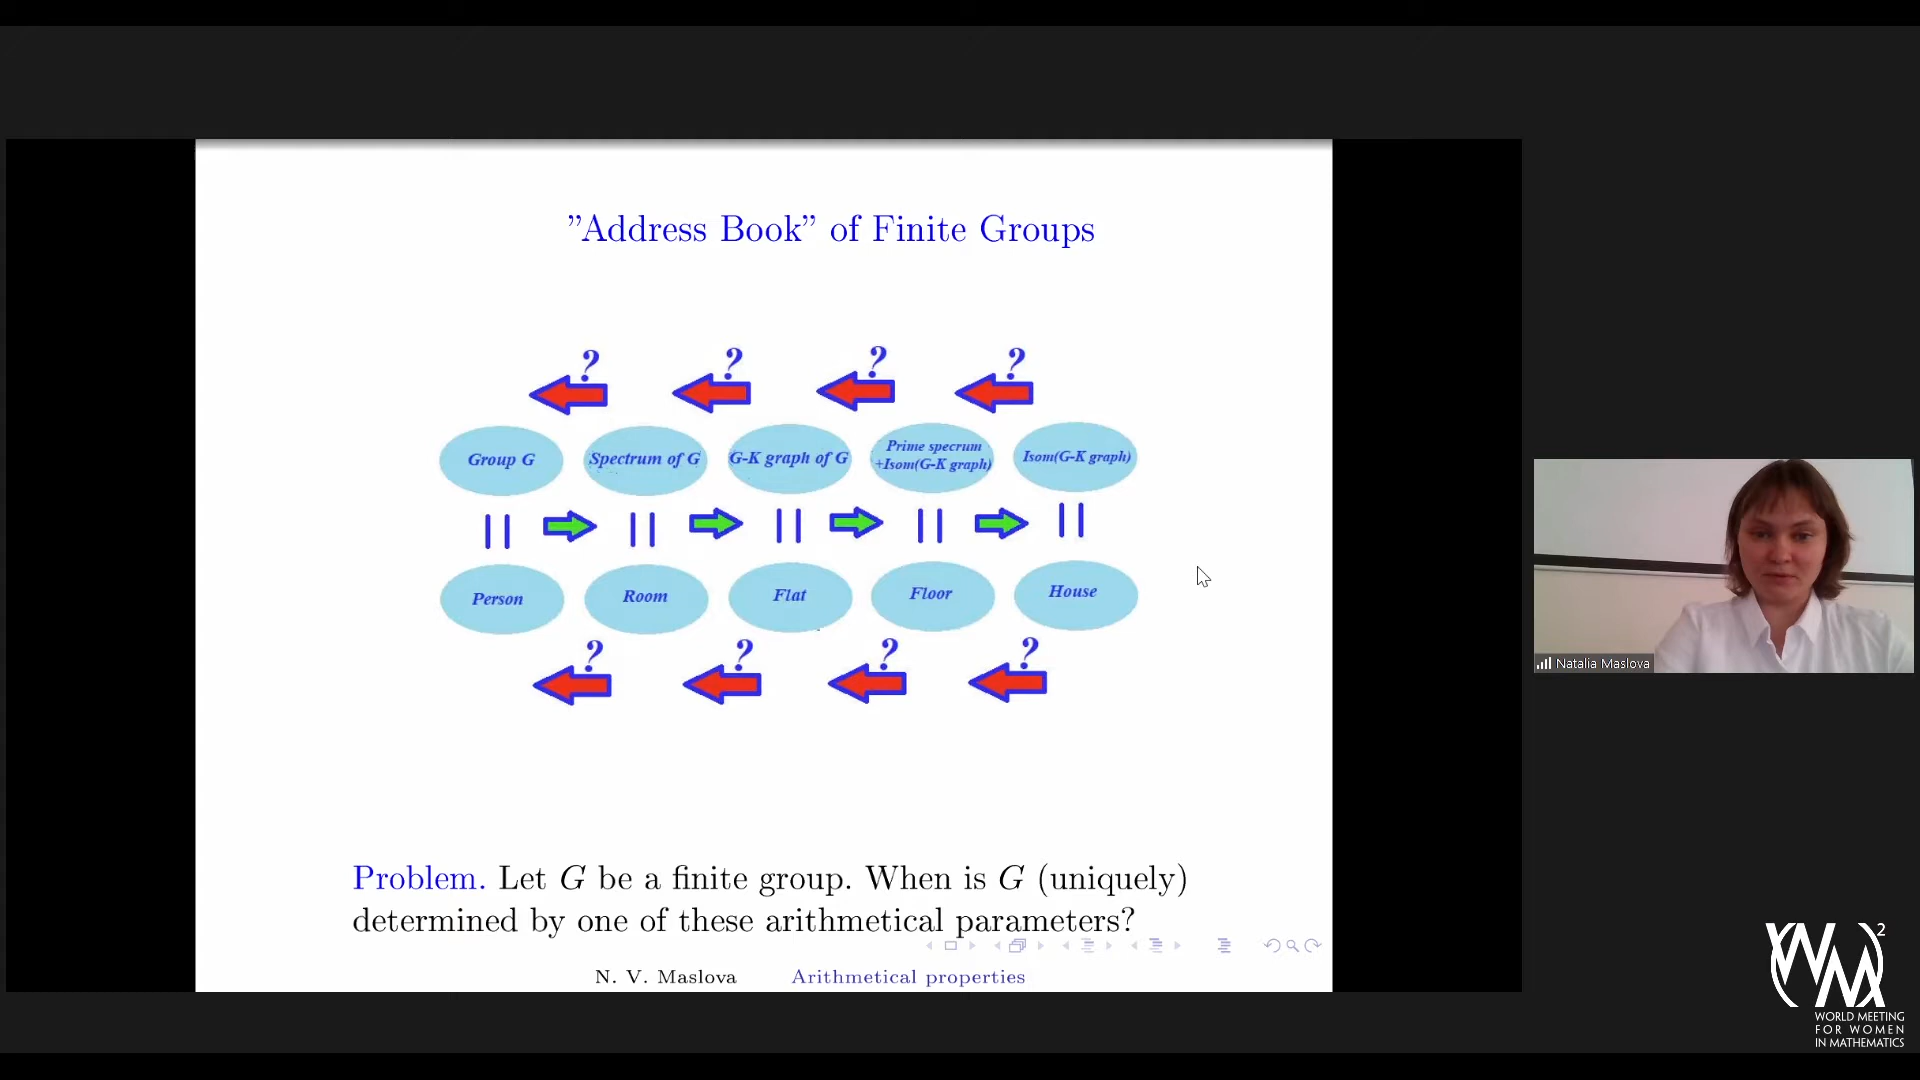 "Address Book" of Finite Groups
? ? ? ?
Group G
Spectrum of G
G-K graph of G
Prime specrum
+Isom(G-K graph)
Isom(G-K graph)
Person
Room
Flat
Floor
House
? ? ? ?
Problem. Let G be a finite group. When is G (uniquely)
determined by one of these arithmetical parameters?
N. V. Maslova Arithmetical properties
Natalia Maslova
WM
2
WORLD MEETING
FOR WOMEN
IN MATHEMATICS